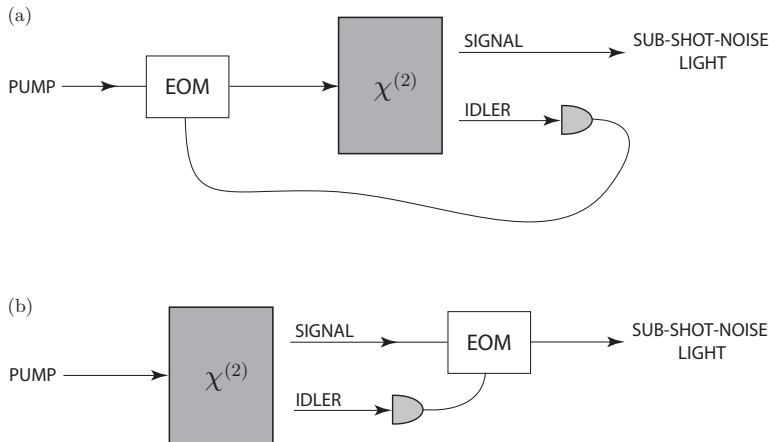 (a)
SIGNAL
SUB-SHOT-NOISE
LIGHT
PUMP
EOM
χ(2)
IDLER
(b)
SIGNAL
SUB-SHOT-NOISE
LIGHT
EOM
PUMP
χ(2)
IDLER